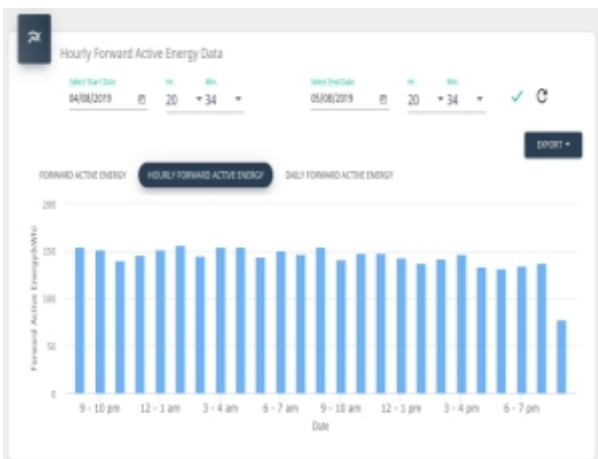 Hourly Forward Active Energy Data
Select Start Date Hr. Min. Select End Date Hr. Min.
04/08/2019 20 34 05/08/2019 20 34
EXPORT
FORWARD ACTIVE ENERGY HOURLY FORWARD ACTIVE ENERGY DAILY FORWARD ACTIVE ENERGY
Forward Active Energy(kWh)
200
150
100
50
0
9 - 10 pm 12 - 1 am 3 - 4 am 6 - 7 am 9 - 10 am 12 - 1 pm 3 - 4 pm 6 - 7 pm
Date